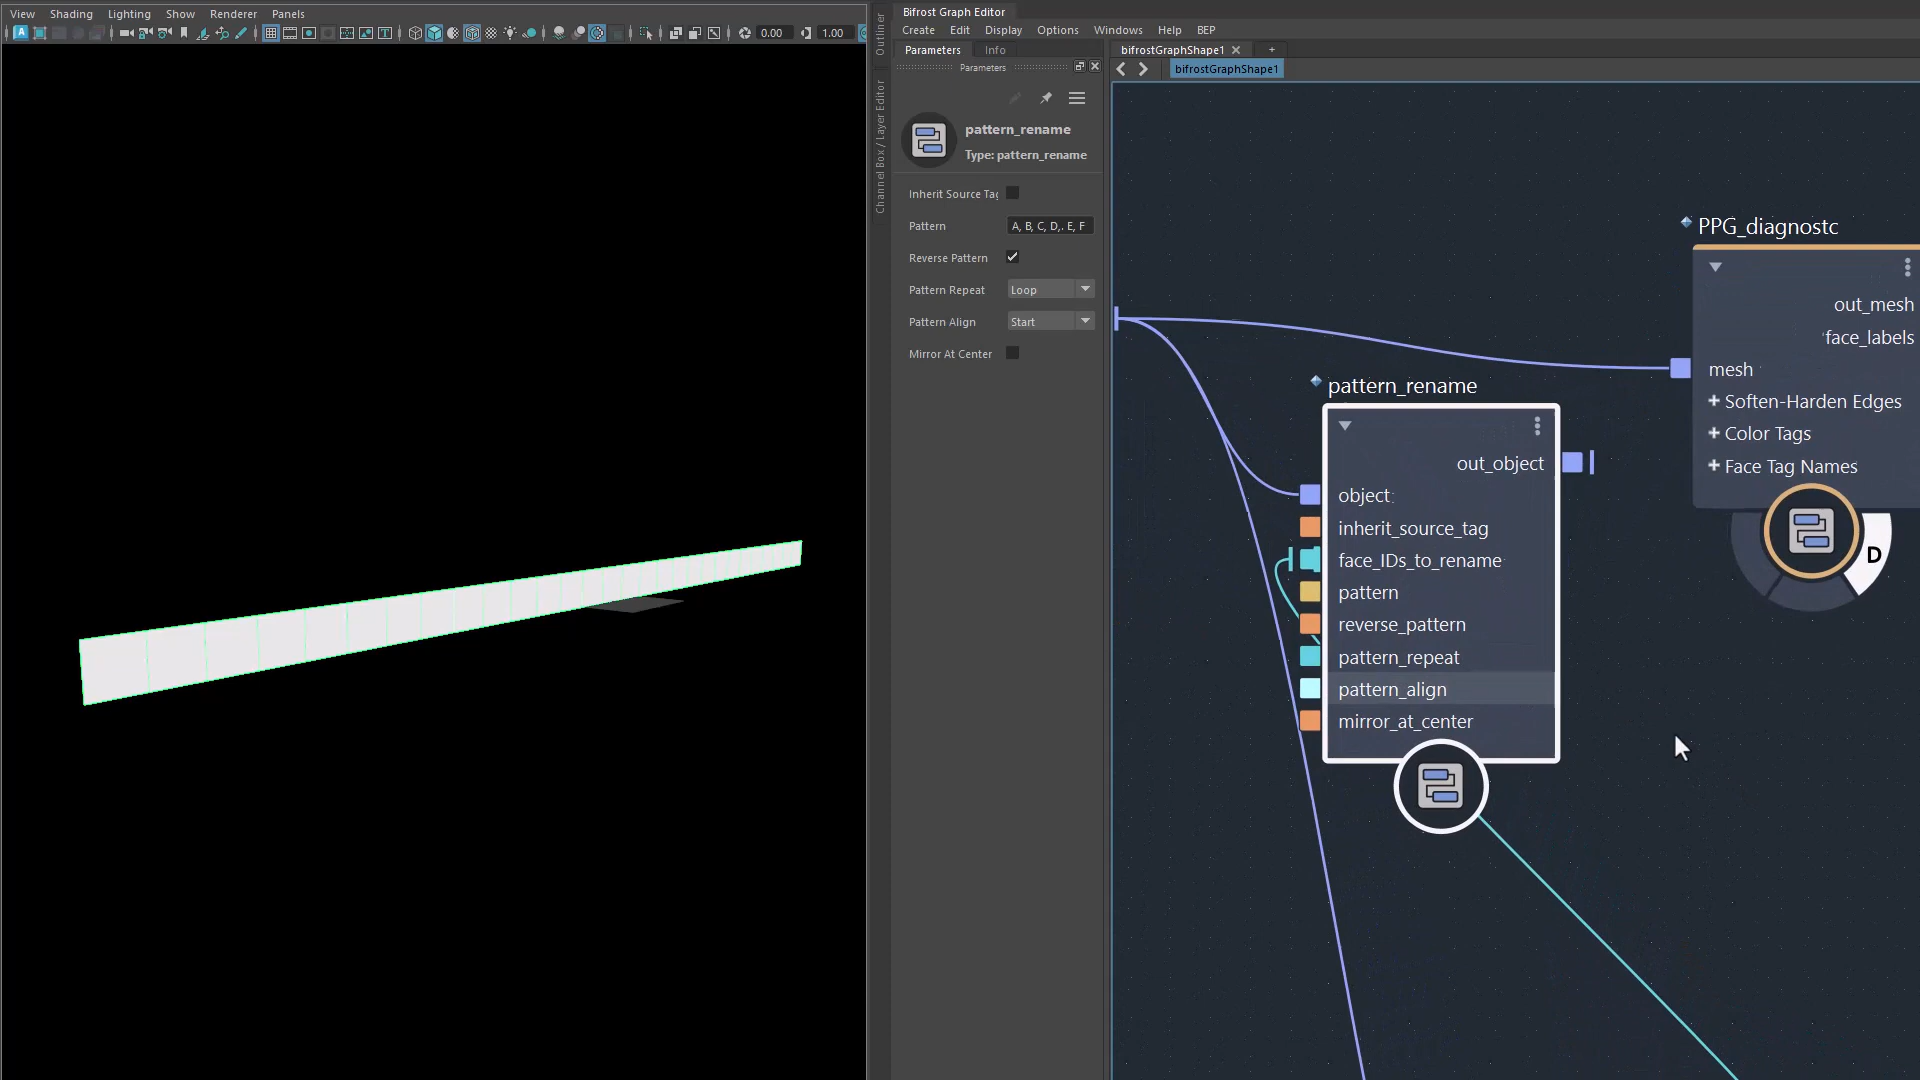 View Shading Lighting Show Renderer Panels
0.00 1.00
Outliner
Channel Box / Layer Editor
Bifrost Graph Editor
Create Edit Display Options Windows Help BEP
Parameters Info
Parameters
pattern_rename
Type: pattern_rename
Inherit Source Tag
Pattern A, B, C, D,. E, F
Reverse Pattern
Pattern Repeat Loop
Pattern Align Start
Mirror At Center
bifrostGraphShape1
bifrostGraphShape1
PPG_diagnostc
out_mesh
face_labels
mesh
Soften-Harden Edges
Color Tags
Face Tag Names
D
pattern_rename
out_object
object
inherit_source_tag
face_IDs_to_rename
pattern
reverse_pattern
pattern_repeat
pattern_align
mirror_at_center